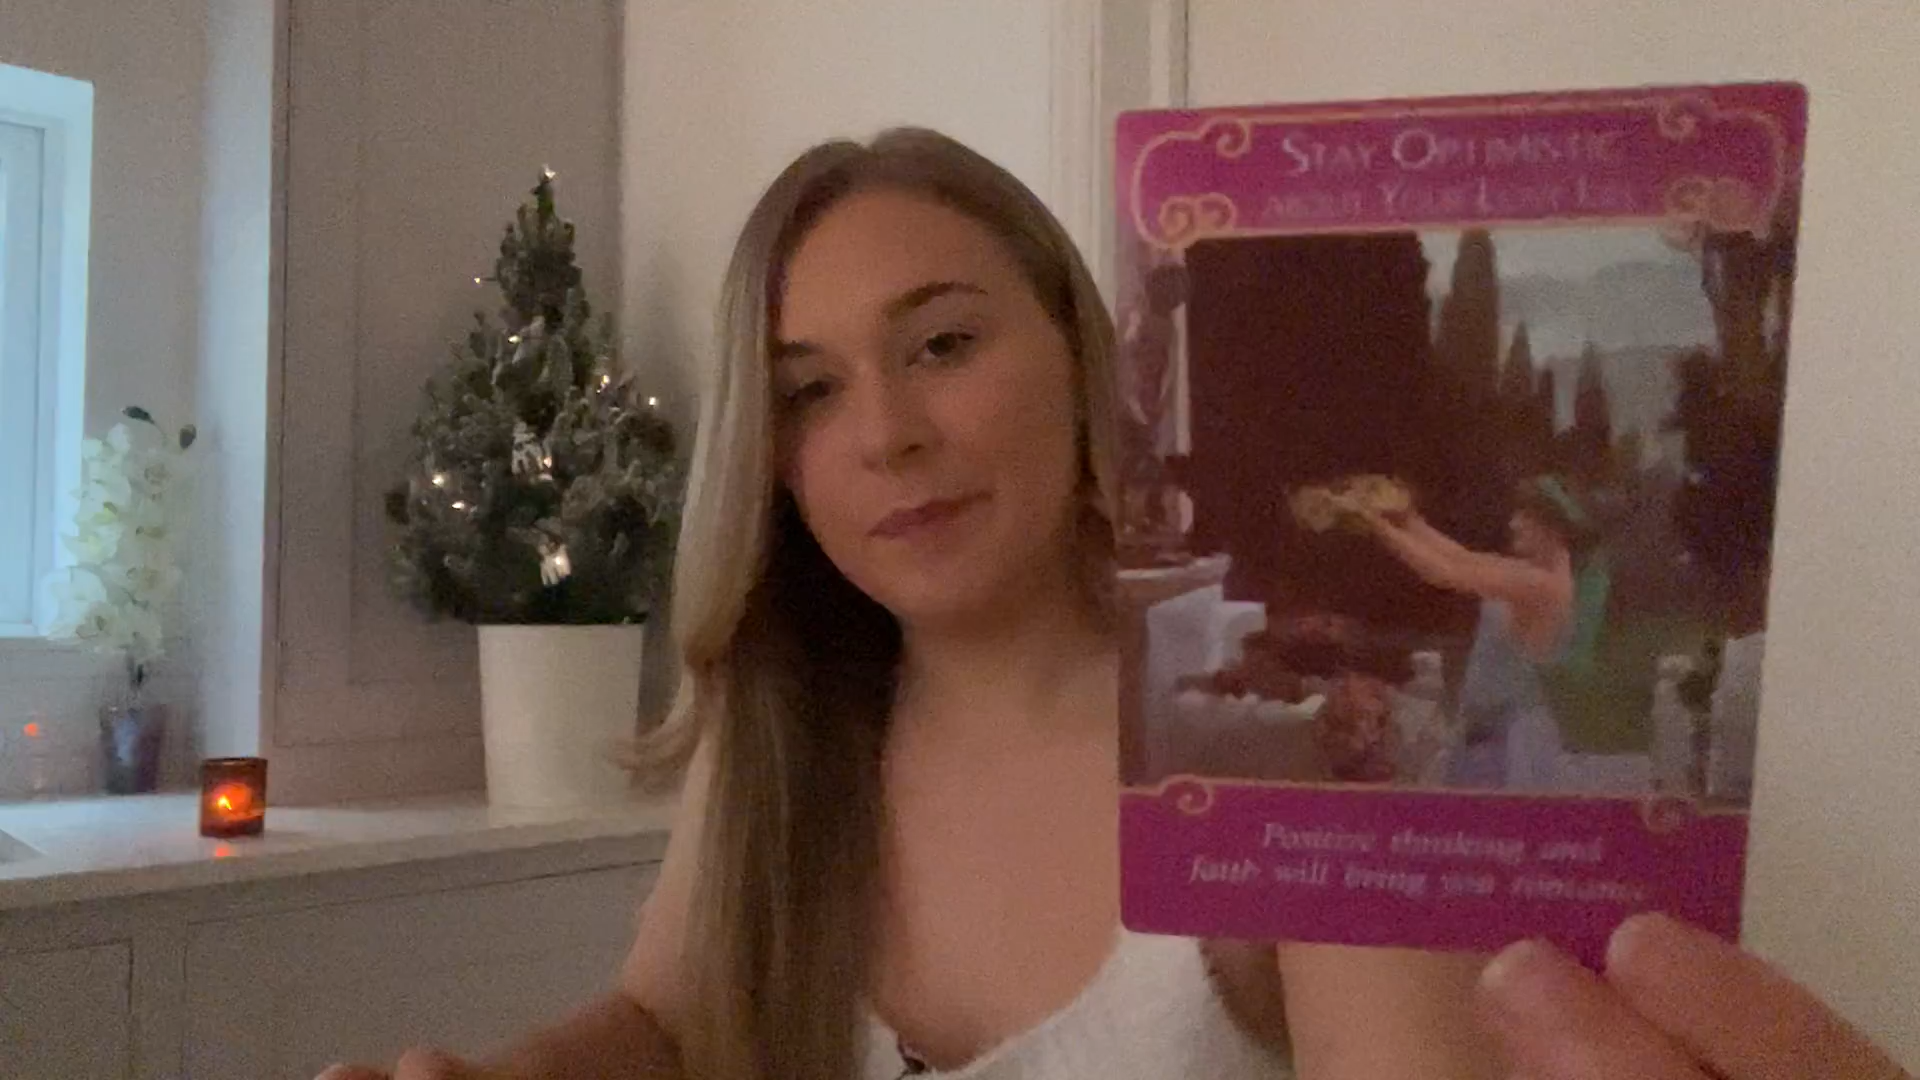 STAY OPTIMISTIC
ABOUT YOUR LOVE LIFE
Positive thinking and
faith will bring you romance.